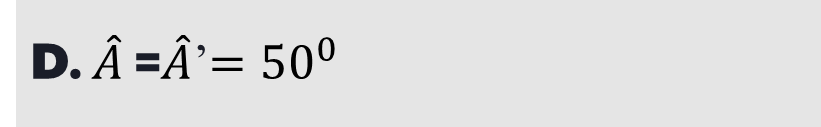 D. Â =Â’= 50⁰